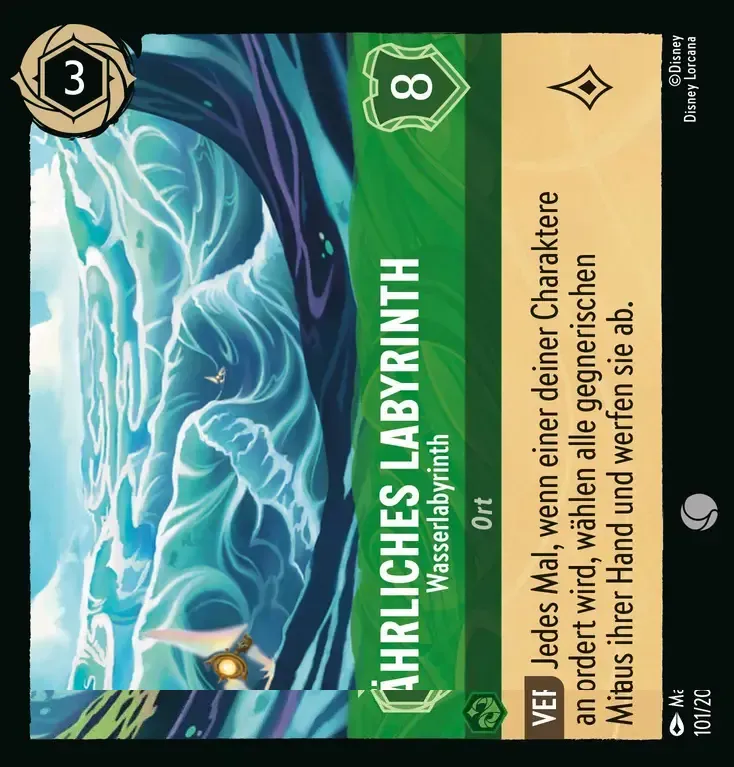 3
ÄHRLICHES LABYRINTH
8
Wasserlabyrinth
Ort
VEF Jedes Mal, wenn einer deiner Charaktere
an ordert wird, wählen alle gegnerischen
aus ihrer Hand und werfen sie ab.
©Disney
101/20
Disney Lorcana